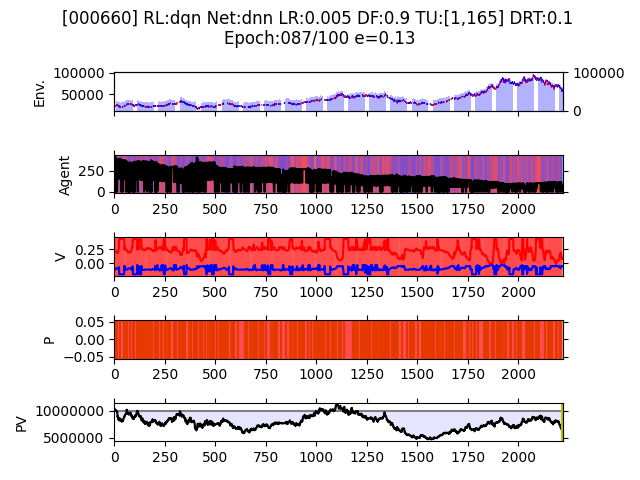 [000660] RL:dqn Net:dnn LR:0.005 DF:0.9 TU:[1,165] DRT:0.1
Epoch:087/100 e=0.13
Env.
100000
50000
100000
0
Agent
250
0
0 250 500 750 1000 1250 1500 1750 2000
V
0.25
0.00
0 250 500 750 1000 1250 1500 1750 2000
P
0.05
0.00
−0.05
0 250 500 750 1000 1250 1500 1750 2000
PV
10000000
5000000
0 250 500 750 1000 1250 1500 1750 2000